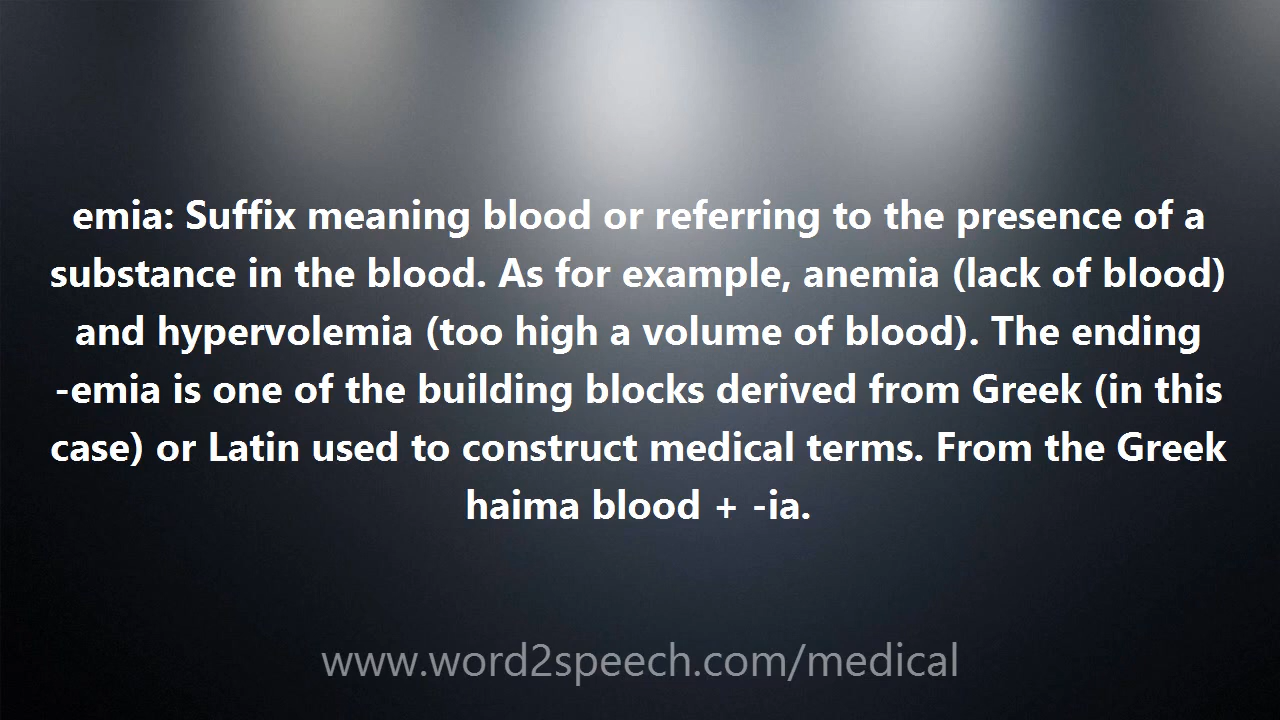 emia: Suffix meaning blood or referring to the presence of a
substance in the blood. As for example, anemia (lack of blood)
and hypervolemia (too high a volume of blood). The ending
-emia is one of the building blocks derived from Greek (in this
case) or Latin used to construct medical terms. From the Greek
haima blood + -ia.
www.word2speech.com/medical